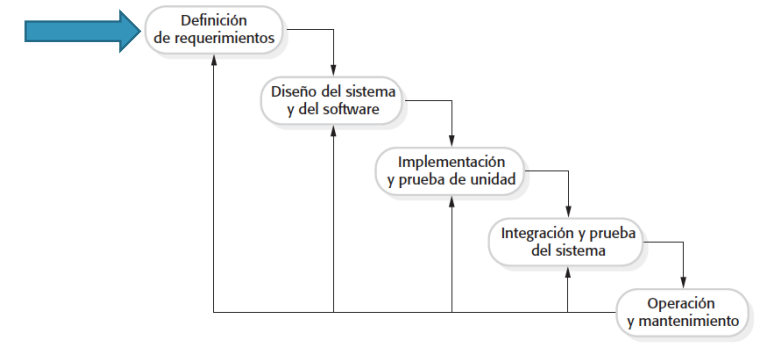 Definición
de requerimientos
Diseño del sistema
y del software
Implementación
y prueba de unidad
Integración y prueba
del sistema
Operación
y mantenimiento